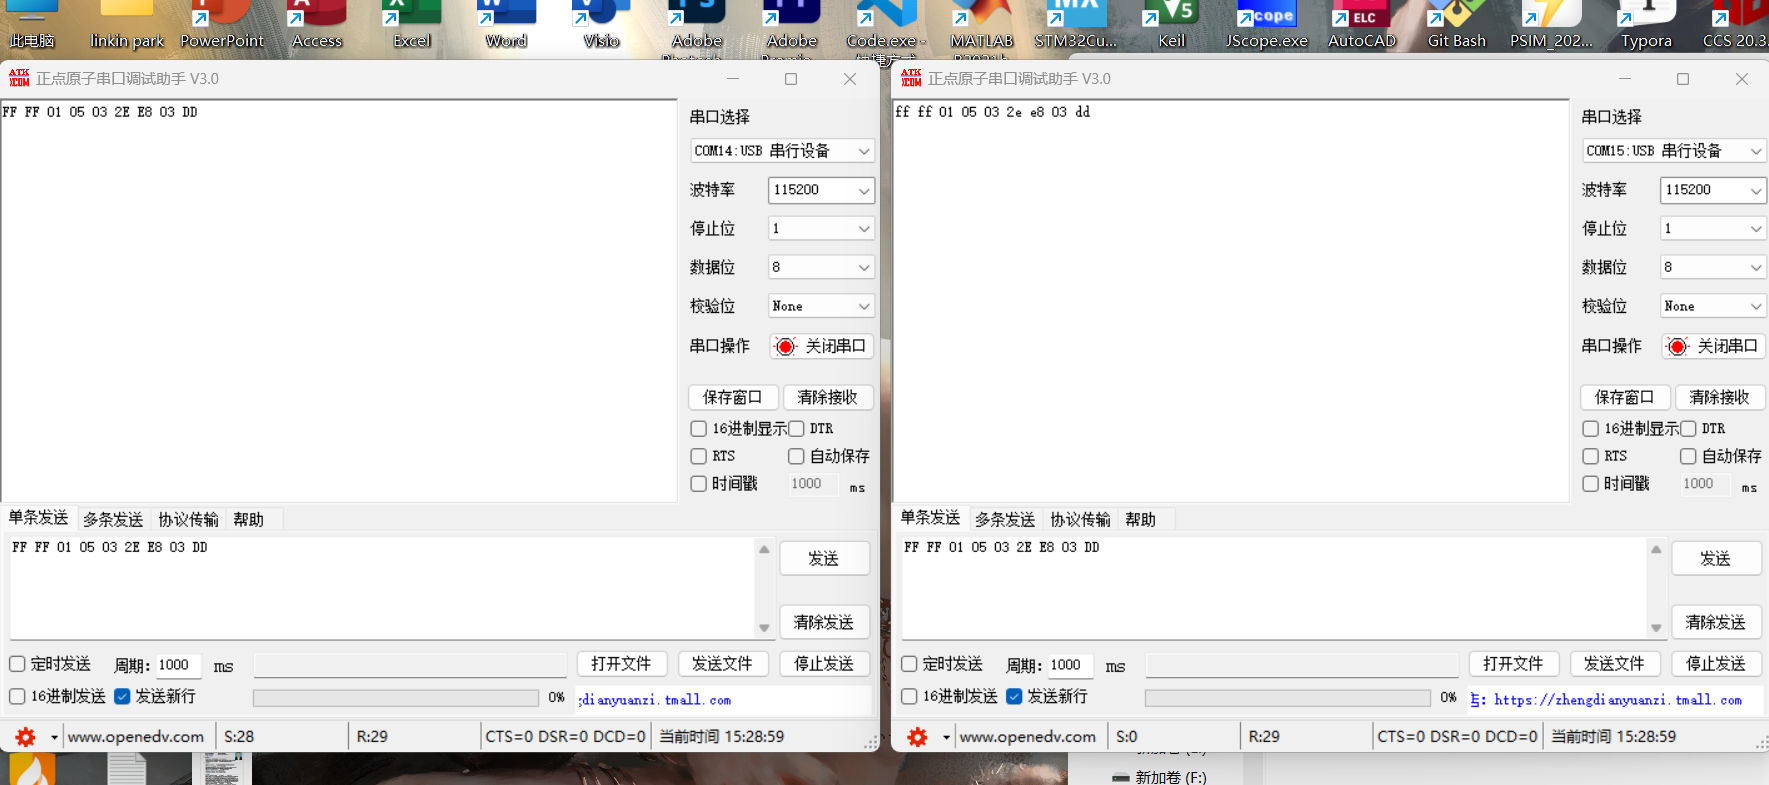 此电脑
linkin park
PowerPoint
Access
Excel
Word
Visio
Adobe
Adobe
Code.exe -
MATLAB
STM32Cu...
Keil
JScope.exe
AutoCAD
Git Bash
PSIM_202...
Typora
CCS 20.3.
正点原子串口调试助手 V3.0
FF FF 01 05 03 2E E8 03 DD
串口选择
COM14:USB 串行设备
波特率 115200
停止位 1
数据位 8
校验位 None
串口操作 关闭串口
保存窗口 清除接收
16进制显示 DTR
RTS 自动保存
时间戳 1000 ms
单条发送 多条发送 协议传输 帮助
FF FF 01 05 03 2E E8 03 DD
发送
清除发送
定时发送 周期: 1000 ms 打开文件 发送文件 停止发送
16进制发送 发送新行 0% dianyuanzi.tmall.com
www.openedv.com S:28 R:29 CTS=0 DSR=0 DCD=0 当前时间 15:28:59
正点原子串口调试助手 V3.0
ff ff 01 05 03 2e e8 03 dd
串口选择
COM15:USB 串行设备
波特率 115200
停止位 1
数据位 8
校验位 None
串口操作 关闭串口
保存窗口 清除接收
16进制显示 DTR
RTS 自动保存
时间戳 1000 ms
单条发送 多条发送 协议传输 帮助
FF FF 01 05 03 2E E8 03 DD
发送
清除发送
定时发送 周期: 1000 ms 打开文件 发送文件 停止发送
16进制发送 发送新行 0% : https://zhengdianyuanzi.tmall.com
www.openedv.com S:0 R:29 CTS=0 DSR=0 DCD=0 当前时间 15:28:59
新加卷 (F:)